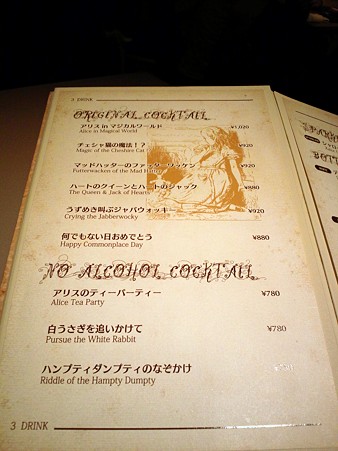 3 DRINK
ORIGINAL COCKTAIL
アリス in マジカルワールド ¥1,020
Alice in Magical World
チェシャ猫の魔法！？ ¥920
Magic of the Cheshire Cat
マッドハッターのファッターワッケン ¥920
Futterwacken of the Mad Hatter
ハートのクイーンとハートのジャック ¥880
The Queen & Jack of Hearts
うずめき叫ぶジャバウォッキー ¥920
Crying the Jabberwocky
何でもない日おめでとう ¥880
Happy Commonplace Day
NO ALCOHOL COCKTAIL
アリスのティーパーティー ¥780
Alice Tea Party
白うさぎを追いかけて ¥780
Pursue the White Rabbit
ハンプティダンプティのなぞかけ
Riddle of the Hampty Dumpty
3 DRINK